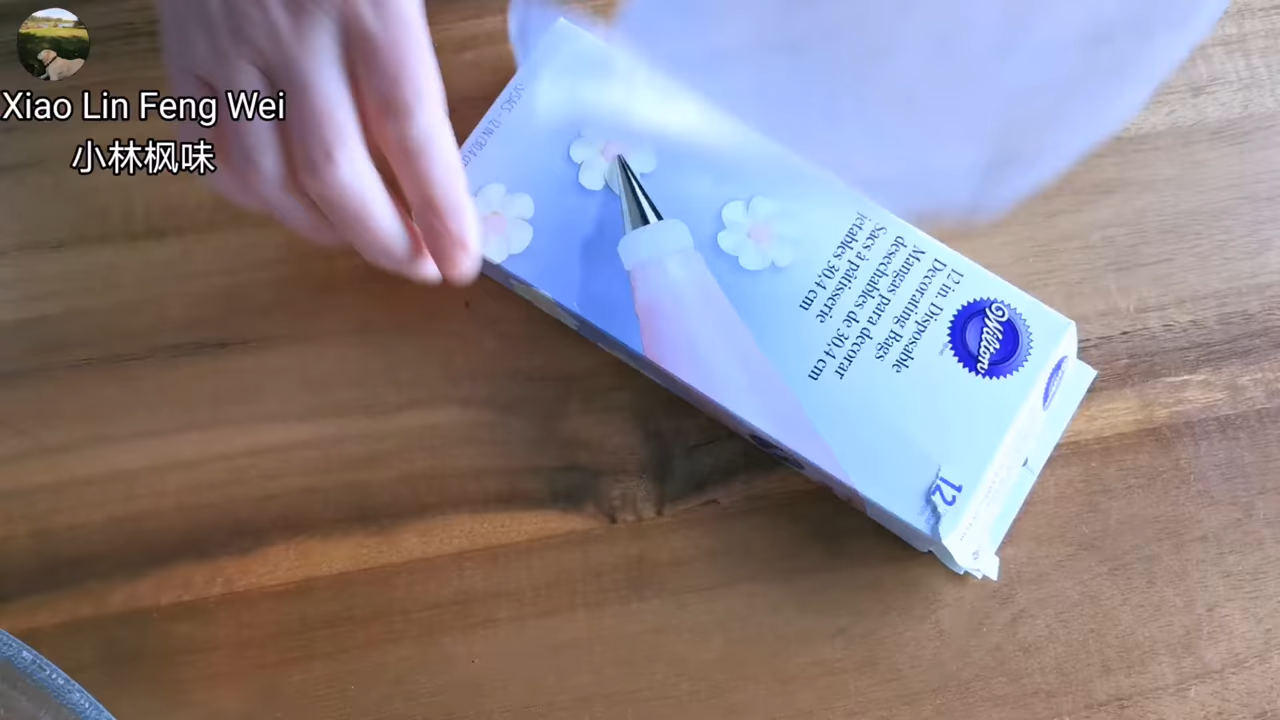 Xiao Lin Feng Wei
小林枫味
Wilton
12 in. Disposable
Decorating Bags
Mangas para decorar
desechables de 30,4 cm
Sacs à pâtisserie
jetables 30,4 cm
12